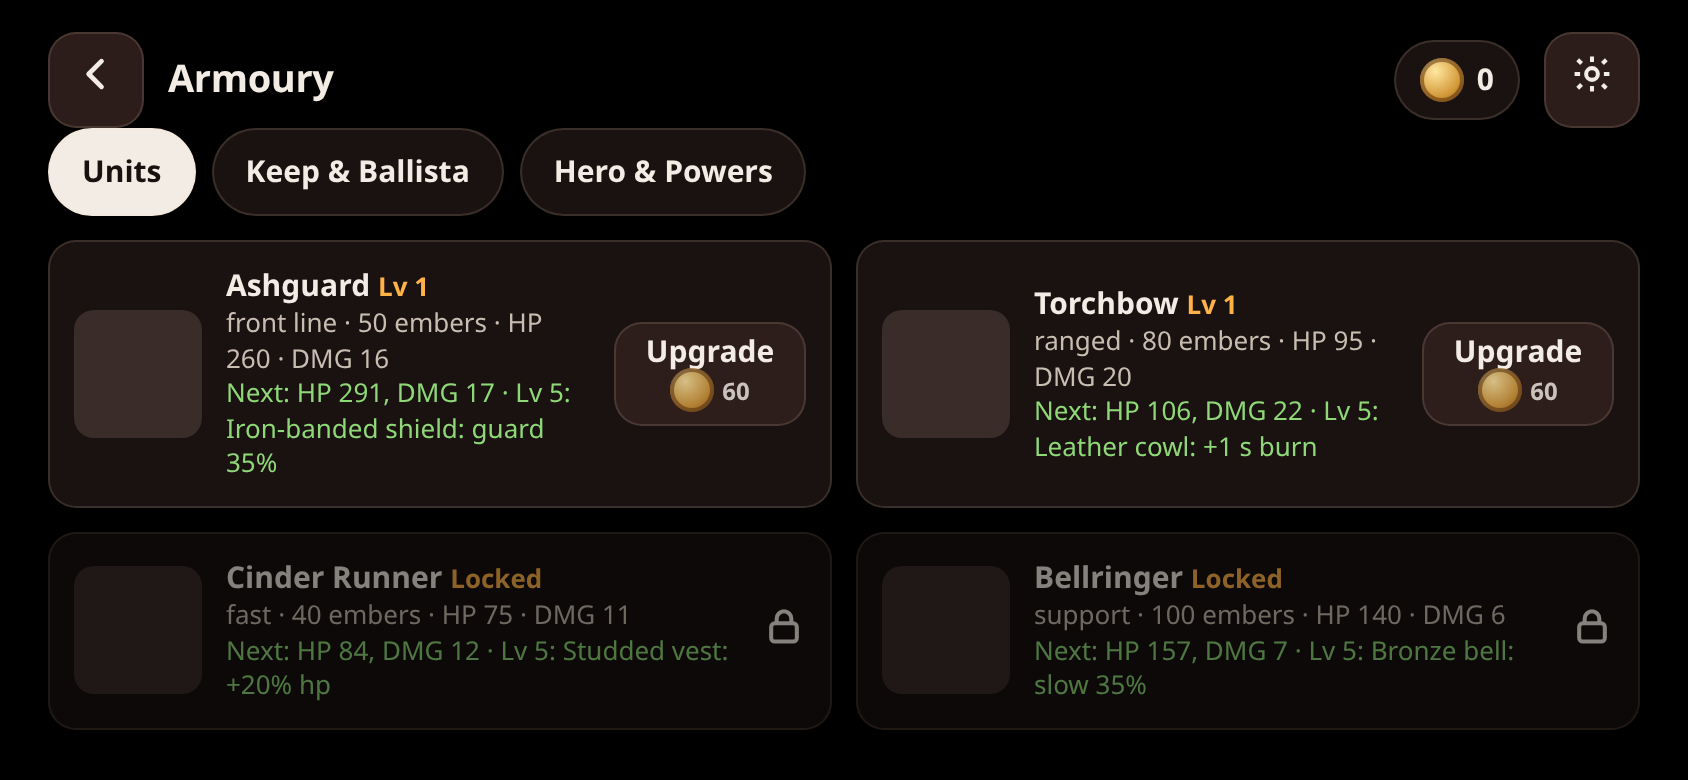 Armoury
0
Units
Keep & Ballista
Hero & Powers
Ashguard Lv 1
front line · 50 embers · HP
260 · DMG 16
Next: HP 291, DMG 17 · Lv 5:
Iron-banded shield: guard
35%
Upgrade
60
Torchbow Lv 1
ranged · 80 embers · HP 95 ·
DMG 20
Next: HP 106, DMG 22 · Lv 5:
Leather cowl: +1 s burn
Upgrade
60
Cinder Runner Locked
fast · 40 embers · HP 75 · DMG 11
Next: HP 84, DMG 12 · Lv 5: Studded vest:
+20% hp
Bellringer Locked
support · 100 embers · HP 140 · DMG 6
Next: HP 157, DMG 7 · Lv 5: Bronze bell:
slow 35%